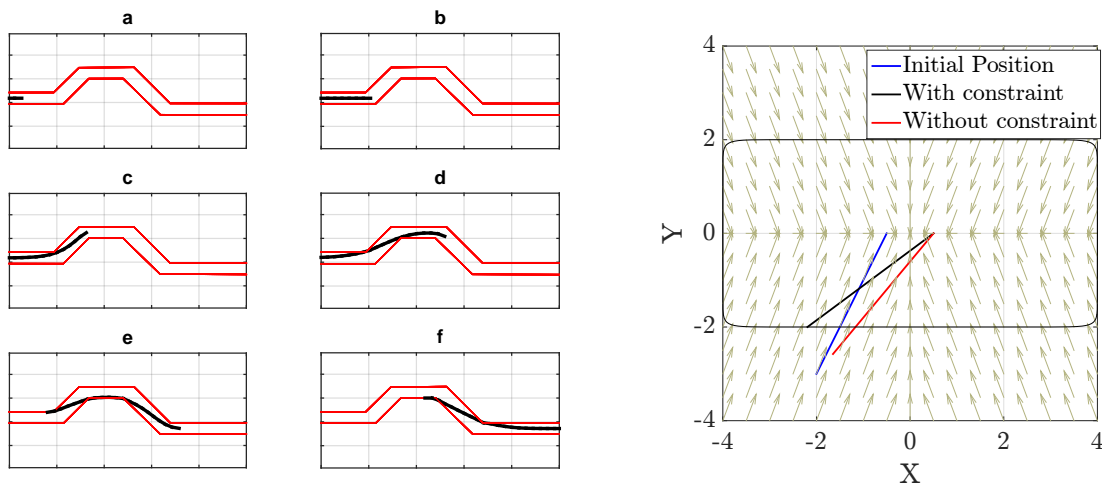 a
b
c
d
e
f
4
2
0
-2
-4
Y
-4
-2
0
2
4
X
Initial Position
With constraint
Without constraint